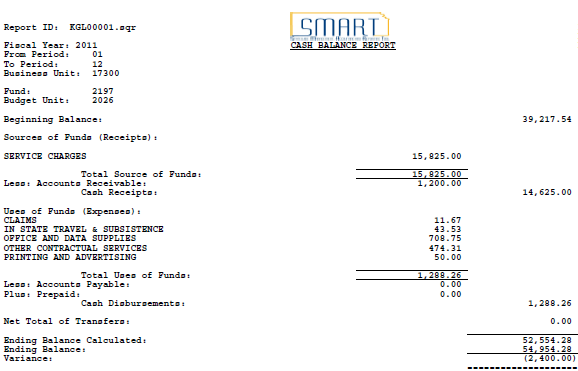 SMART
Report ID: KGL00001.sqr
Fiscal Year: 2011
CASH BALANCE REPORT
From Period: 01
To Period: 12
Business Unit: 17300
Fund: 2197
Budget Unit: 2026
Beginning Balance: 39,217.54
Sources of Funds (Receipts):
SERVICE CHARGES 15,825.00
Total Source of Funds: 15,825.00
Less: Accounts Receivable: 1,200.00
Cash Receipts: 14,625.00
Uses of Funds (Expenses):
CLAIMS 11.67
IN STATE TRAVEL & SUBSISTENCE 43.53
OFFICE AND DATA SUPPLIES 708.75
OTHER CONTRACTUAL SERVICES 474.31
PRINTING AND ADVERTISING 50.00
Total Uses of Funds: 1,288.26
Less: Accounts Payable: 0.00
Plus: Prepaid: 0.00
Cash Disbursements: 1,288.26
Net Total of Transfers: 0.00
Ending Balance Calculated: 52,554.28
Ending Balance: 54,954.28
Variance: (2,400.00)